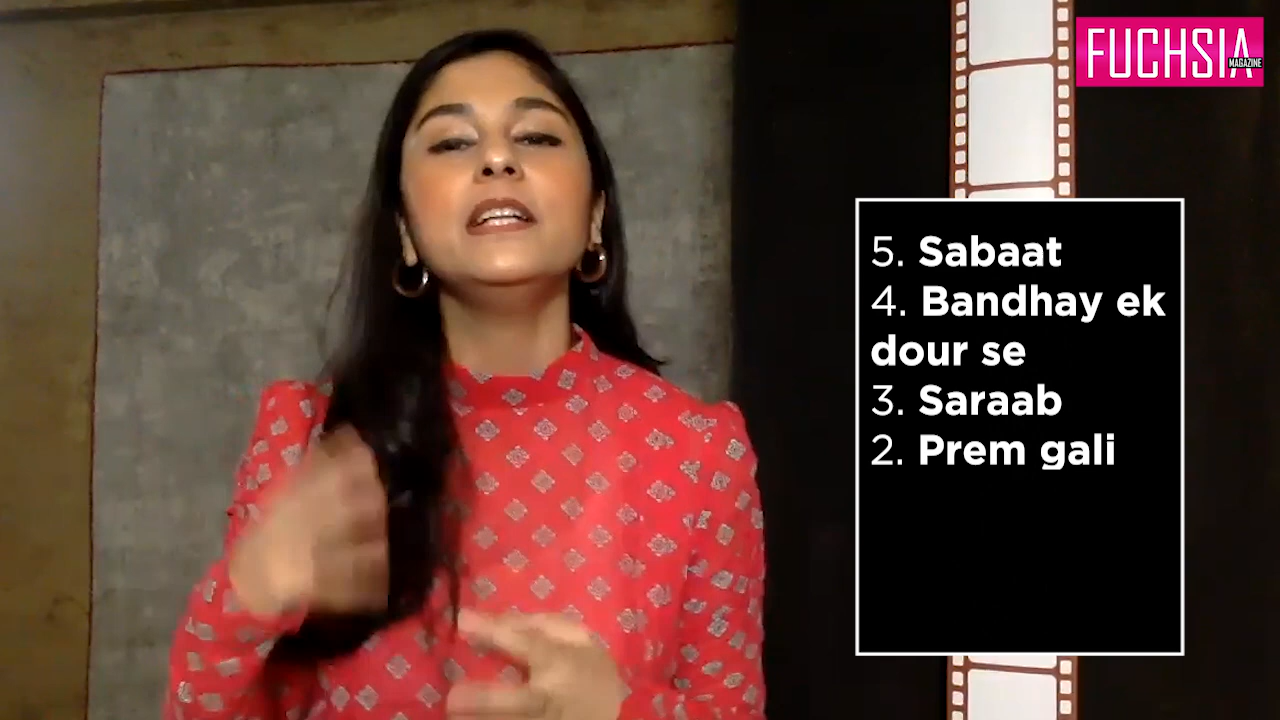 FUCHSIA
MAGAZINE
5. Sabaat
4. Bandhay ek
dour se
3. Saraab
2. Prem gali